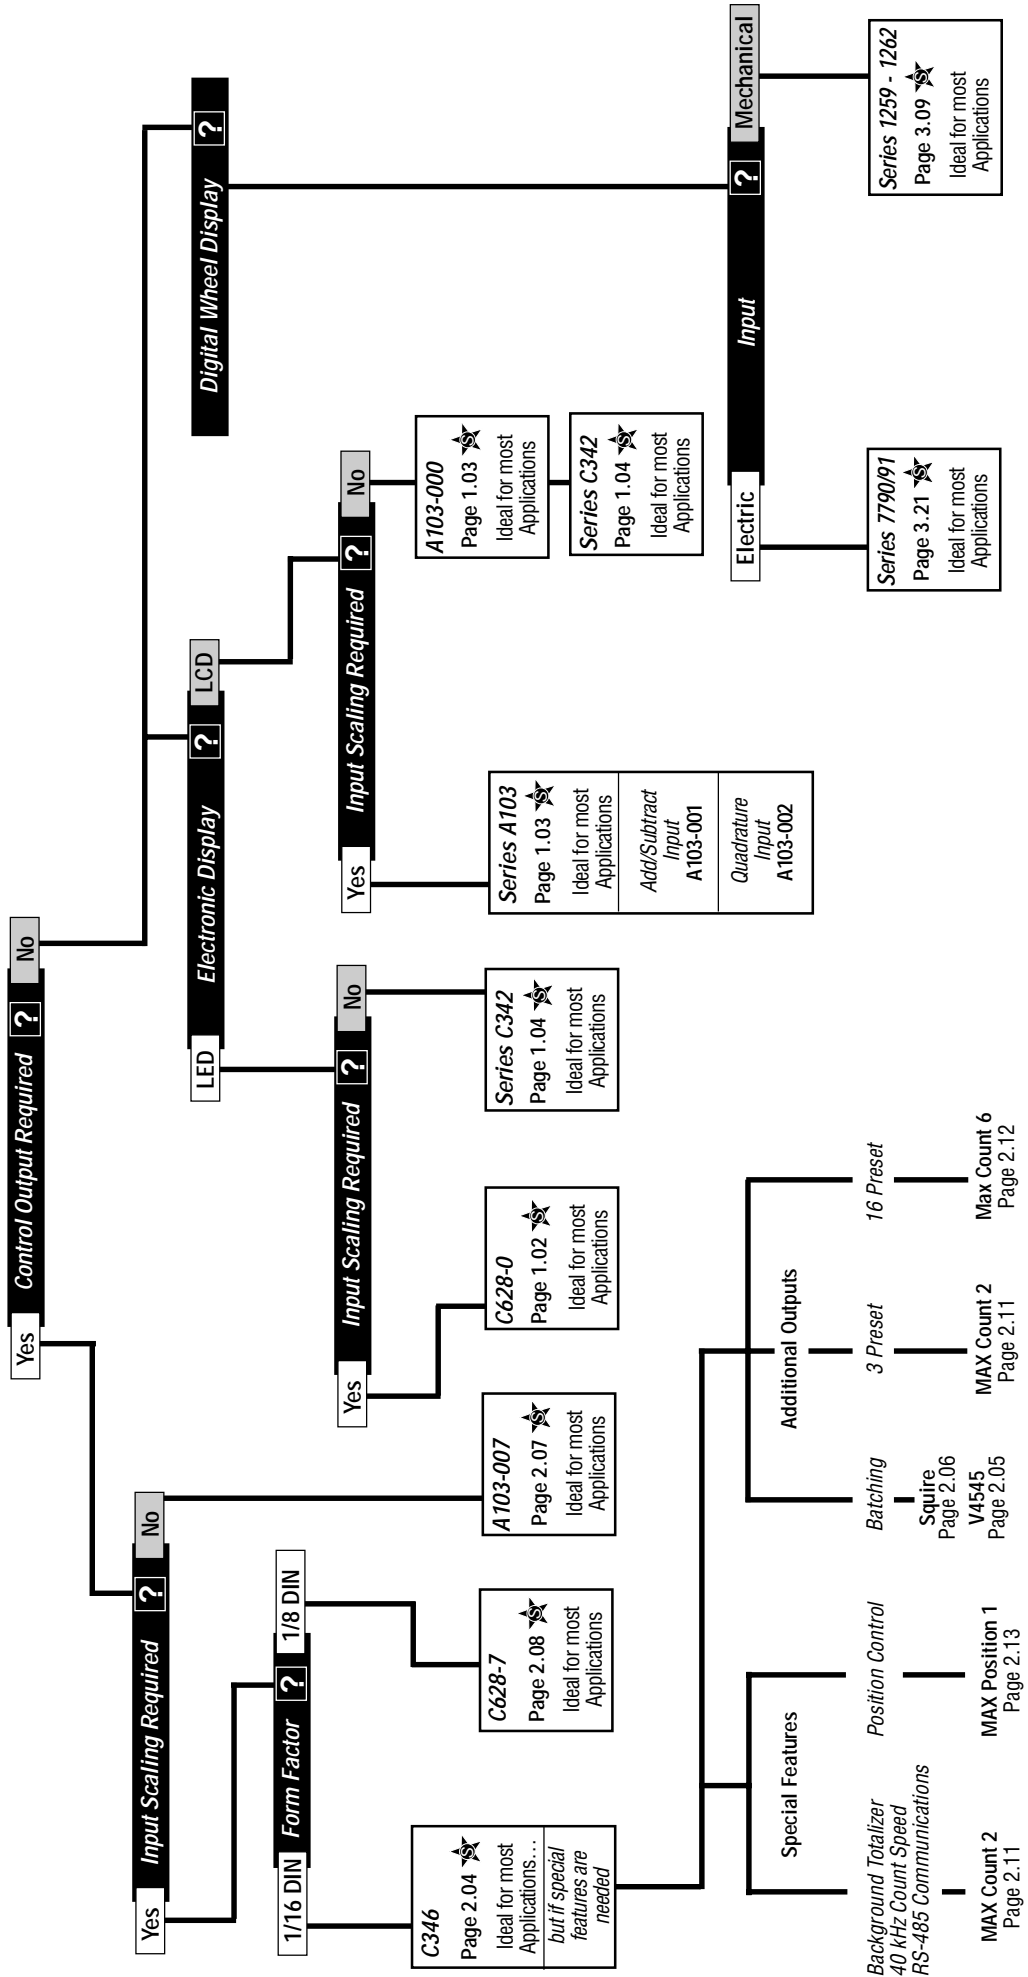 Control Output Required ?
Yes
No
Input Scaling Required ?
Yes
No
Form Factor ?
1/16 DIN
1/8 DIN
C346
Page 2.04 S
Ideal for most
Applications…
but if special
features are
needed
C628-7
Page 2.08 S
Ideal for most
Applications
A103-007
Page 2.07 S
Ideal for most
Applications
Special Features
Background Totalizer
40 kHz Count Speed
RS-485 Communications
MAX Count 2
Page 2.11
Position Control
MAX Position 1
Page 2.13
Additional Outputs
Batching
Squire
Page 2.06
V4545
Page 2.05
3 Preset
MAX Count 2
Page 2.11
16 Preset
Max Count 6
Page 2.12
Electronic Display ?
LED
LCD
Input Scaling Required ?
Yes
No
C628-0
Page 1.02 S
Ideal for most
Applications
Series C342
Page 1.04 S
Ideal for most
Applications
Input Scaling Required ?
Yes
No
Series A103
Page 1.03 S
Ideal for most
Applications
Add/Subtract
Input
A103-001
Quadrature
Input
A103-002
A103-000
Page 1.03 S
Ideal for most
Applications
Series C342
Page 1.04 S
Ideal for most
Applications
Digital Wheel Display ?
Input ?
Electric
Mechanical
Series 7790/91
Page 3.21 S
Ideal for most
Applications
Series 1259 - 1262
Page 3.09 S
Ideal for most
Applications